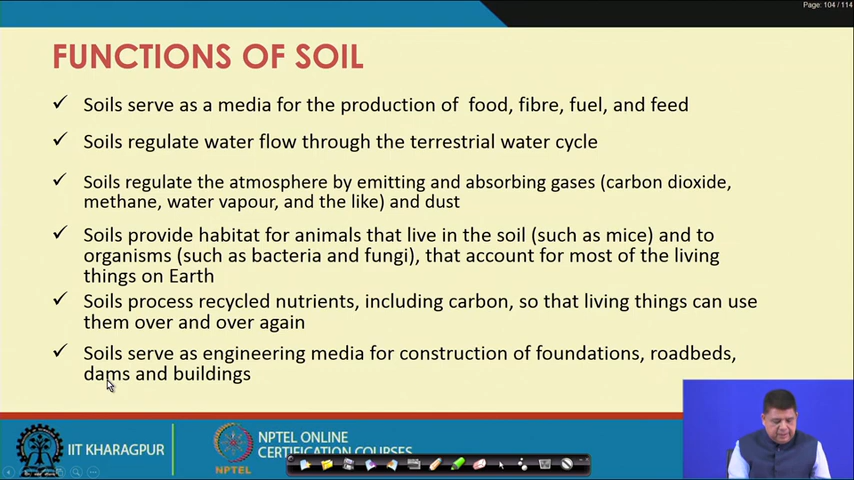 Page: 104 / 114
FUNCTIONS OF SOIL
✓ Soils serve as a media for the production of food, fibre, fuel, and feed
✓ Soils regulate water flow through the terrestrial water cycle
✓ Soils regulate the atmosphere by emitting and absorbing gases (carbon dioxide,
methane, water vapour, and the like) and dust
✓ Soils provide habitat for animals that live in the soil (such as mice) and to
organisms (such as bacteria and fungi), that account for most of the living
things on Earth
✓ Soils process recycled nutrients, including carbon, so that living things can use
them over and over again
✓ Soils serve as engineering media for construction of foundations, roadbeds,
dams and buildings
IIT KHARAGPUR
NPTEL
NPTEL ONLINE
CERTIFICATION COURSES